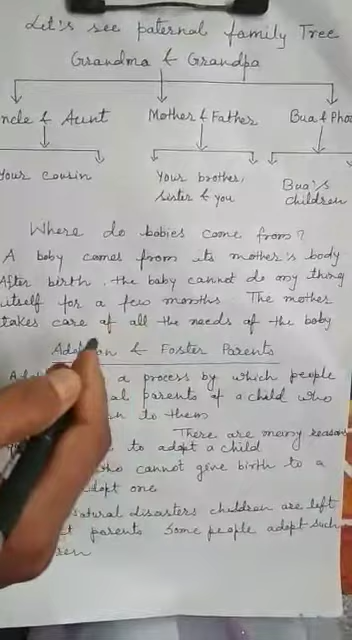 Let's see paternal family Tree
Grandma & Grandpa
ncle & Aunt Mother & Father Bua & Phoo
Your cousin Your brother, sister & you Bua's children
Where do babies come from?
A baby comes from its mother's body
After birth, the baby cannot do any thing
itself for a few months The mother
takes care of all the needs of the baby
Adoption & Foster Parents
a process by which people
al parents of a child who
n to them
There are many reasons
to adopt a child
who cannot give birth to a
adopt one
natural disasters children are left
t parents Some people adopt such
ren